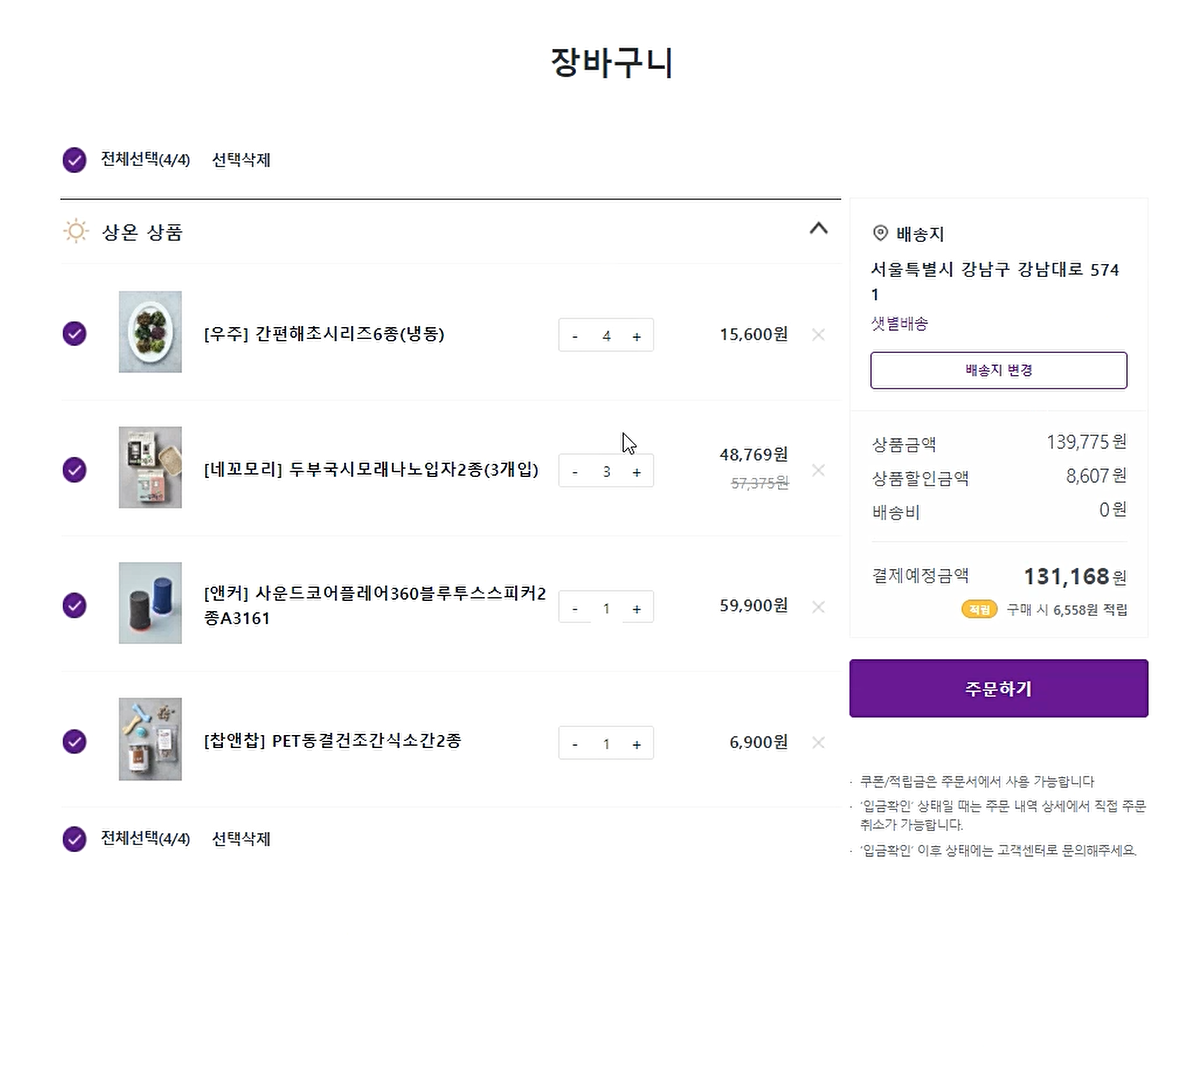 장바구니
전체선택(4/4) 선택삭제
상온 상품
[우주] 간편해초시리즈6종(냉동) - 4 + 15,600원
[네꼬모리] 두부국시모래나노입자2종(3개입) - 3 + 48,769원
57,375원
[앤커] 사운드코어플레어360블루투스스피커2
종A3161 - 1 + 59,900원
[찹앤찹] PET동결건조간식소간2종 - 1 + 6,900원
전체선택(4/4) 선택삭제
배송지
서울특별시 강남구 강남대로 574
1
샛별배송
배송지 변경
상품금액 139,775원
상품할인금액 8,607원
배송비 0원
결제예정금액 131,168원
적립 구매 시 6,558원 적립
주문하기
· 쿠폰/적립금은 주문서에서 사용 가능합니다
· '입금확인' 상태일 때는 주문 내역 상세에서 직접 주문
취소가 가능합니다.
· '입금확인' 이후 상태에는 고객센터로 문의해주세요.